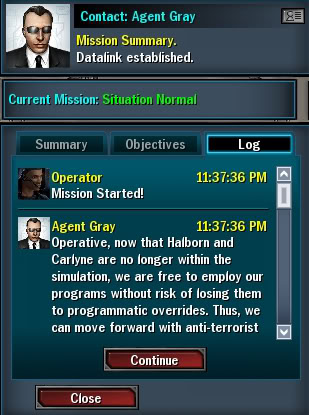 Contact: Agent Gray
Mission Summary.
Datalink established.
Current Mission: Situation Normal
Summary
Objectives
Log
Operator 11:37:36 PM
Mission Started!
Agent Gray 11:37:36 PM
Operative, now that Halborn and
Carlyne are no longer within the
simulation, we are free to employ our
programs without risk of losing them
to programmatic overrides. Thus, we
can move forward with anti-terrorist
Continue
Close